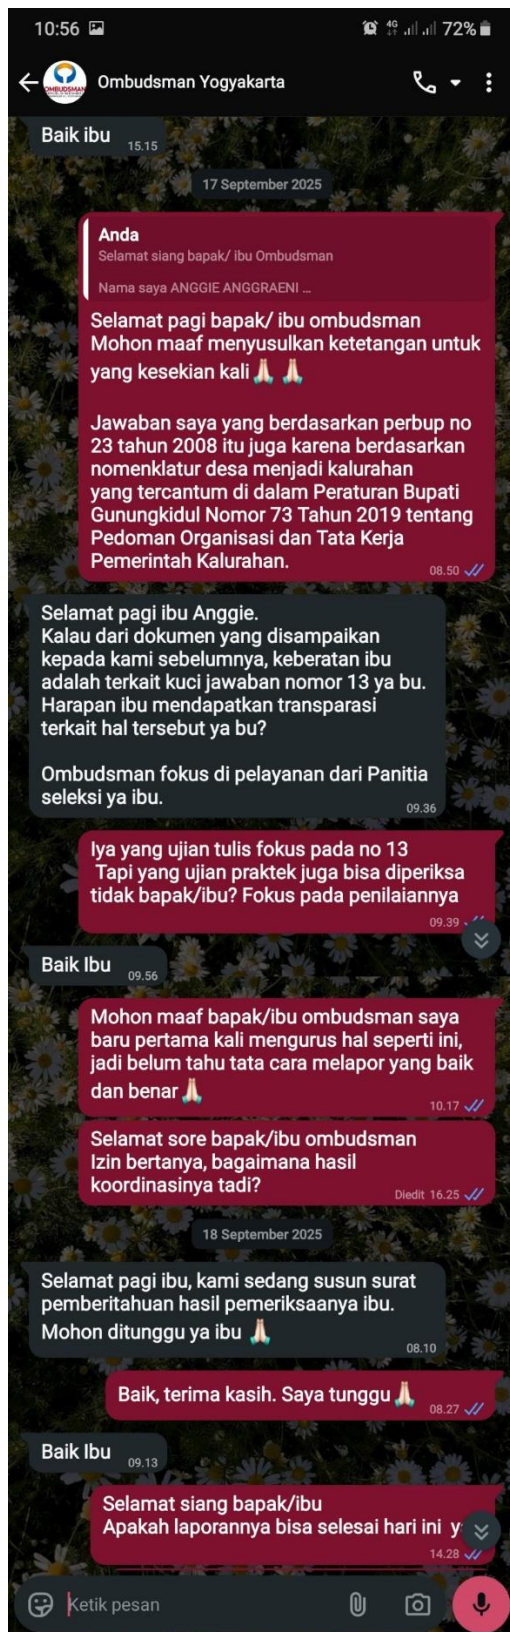 10:56
4G
72%
OMBUDSMAN
Ombudsman Yogyakarta
Baik ibu
15.15
17 September 2025
Anda
Selamat siang bapak/ ibu Ombudsman
Nama saya ANGGIE ANGGRAENI ...
Selamat pagi bapak/ ibu ombudsman
Mohon maaf menyusulkan ketetangan untuk
yang kesekian kali 🙏🏻 🙏🏻
Jawaban saya yang berdasarkan perbup no
23 tahun 2008 itu juga karena berdasarkan
nomenklatur desa menjadi kalurahan
yang tercantum di dalam Peraturan Bupati
Gunungkidul Nomor 73 Tahun 2019 tentang
Pedoman Organisasi dan Tata Kerja
Pemerintah Kalurahan.
08.50
Selamat pagi ibu Anggie.
Kalau dari dokumen yang disampaikan
kepada kami sebelumnya, keberatan ibu
adalah terkait kuci jawaban nomor 13 ya bu.
Harapan ibu mendapatkan transparasi
terkait hal tersebut ya bu?
Ombudsman fokus di pelayanan dari Panitia
seleksi ya ibu.
09.36
Iya yang ujian tulis fokus pada no 13
Tapi yang ujian praktek juga bisa diperiksa
tidak bapak/ibu? Fokus pada penilaiannya
09.39
Baik Ibu
09.56
Mohon maaf bapak/ibu ombudsman saya
baru pertama kali mengurus hal seperti ini,
jadi belum tahu tata cara melapor yang baik
dan benar 🙏🏻
10.17
Selamat sore bapak/ibu ombudsman
Izin bertanya, bagaimana hasil
koordinasinya tadi?
Diedit 16.25
18 September 2025
Selamat pagi ibu, kami sedang susun surat
pemberitahuan hasil pemeriksaanya ibu.
Mohon ditunggu ya ibu 🙏🏻
08.10
Baik, terima kasih. Saya tunggu 🙏🏻
08.27
Baik Ibu
09.13
Selamat siang bapak/ibu
Apakah laporannya bisa selesai hari ini
14.28
Ketik pesan